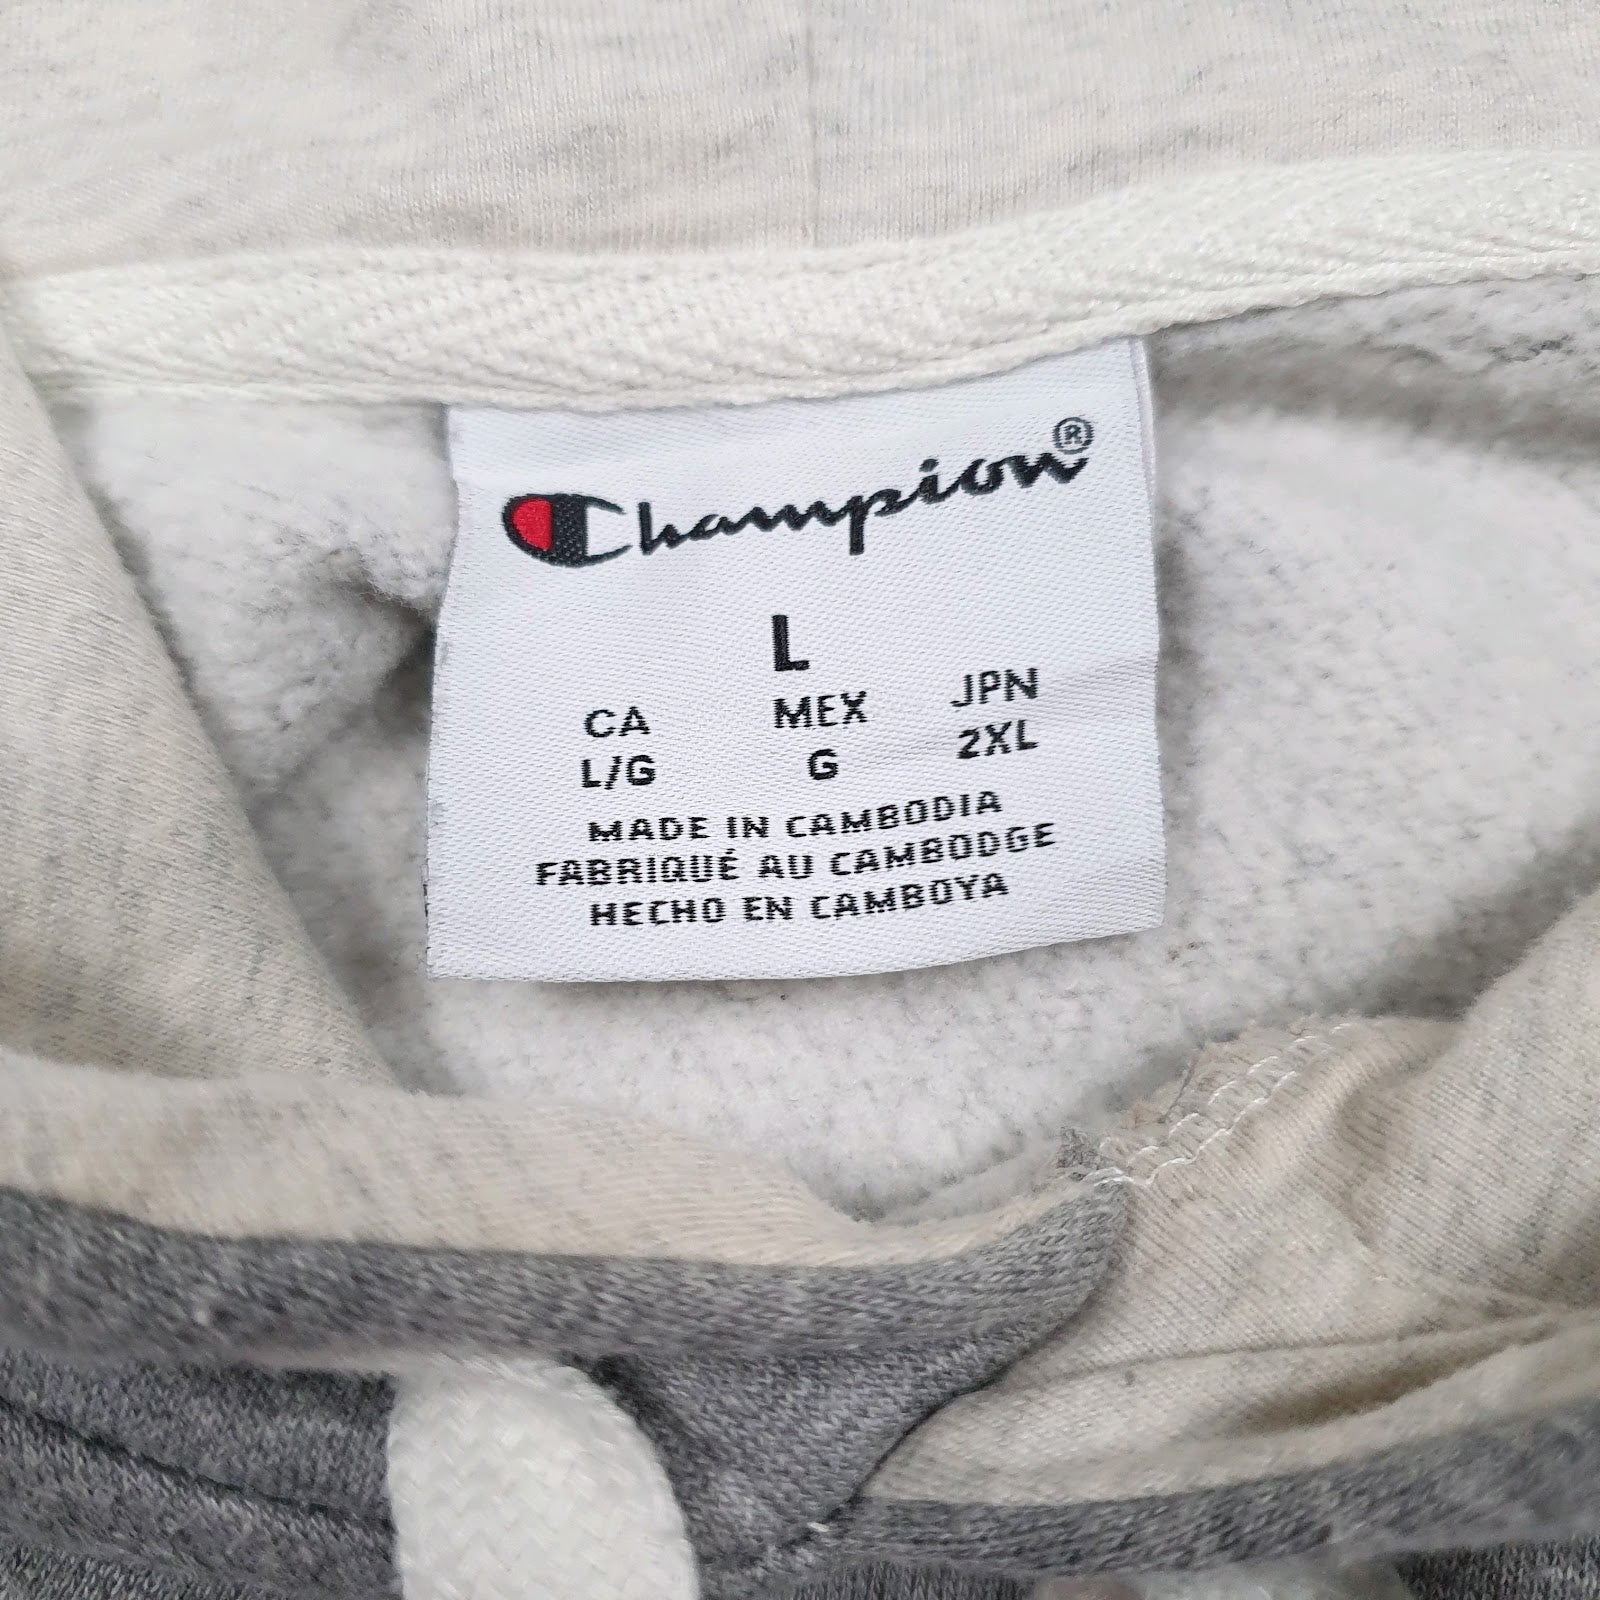 Champion®
L
CA MEX JPN
L/G G 2XL
MADE IN CAMBODIA
FABRIQUÉ AU CAMBODGE
HECHO EN CAMBOYA